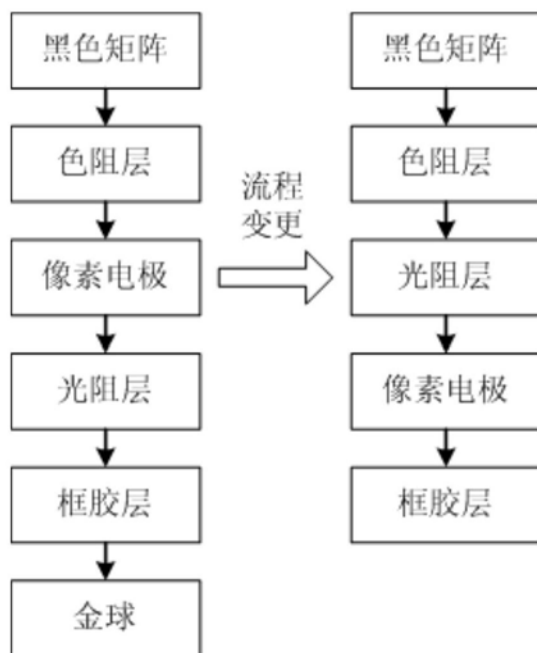 黑色矩阵
色阻层
像素电极
光阻层
框胶层
金球
流程
变更
黑色矩阵
色阻层
光阻层
像素电极
框胶层